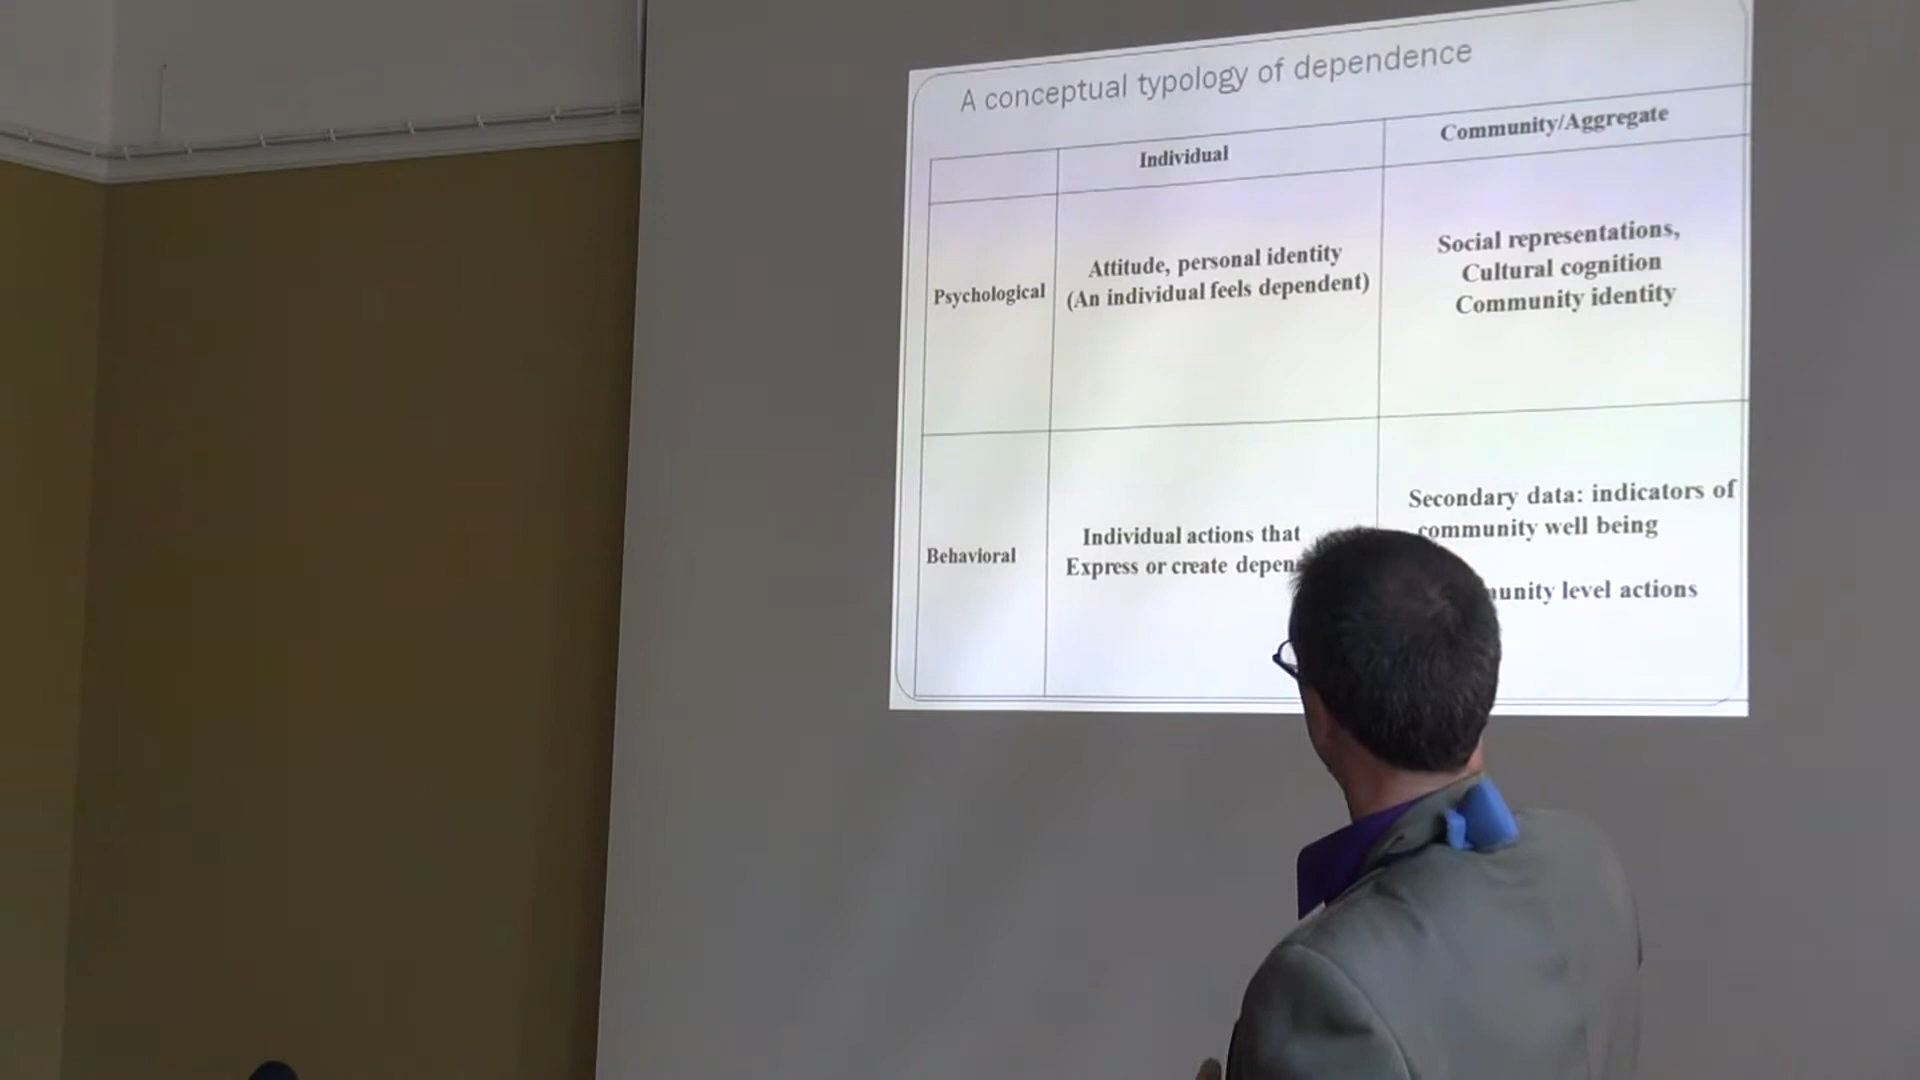 A conceptual typology of dependence
Individual
Community/Aggregate
Psychological
Attitude, personal identity
(An individual feels dependent)
Social representations,
Cultural cognition
Community identity
Behavioral
Individual actions that
Express or create
Secondary data: indicators of
community well being
level actions